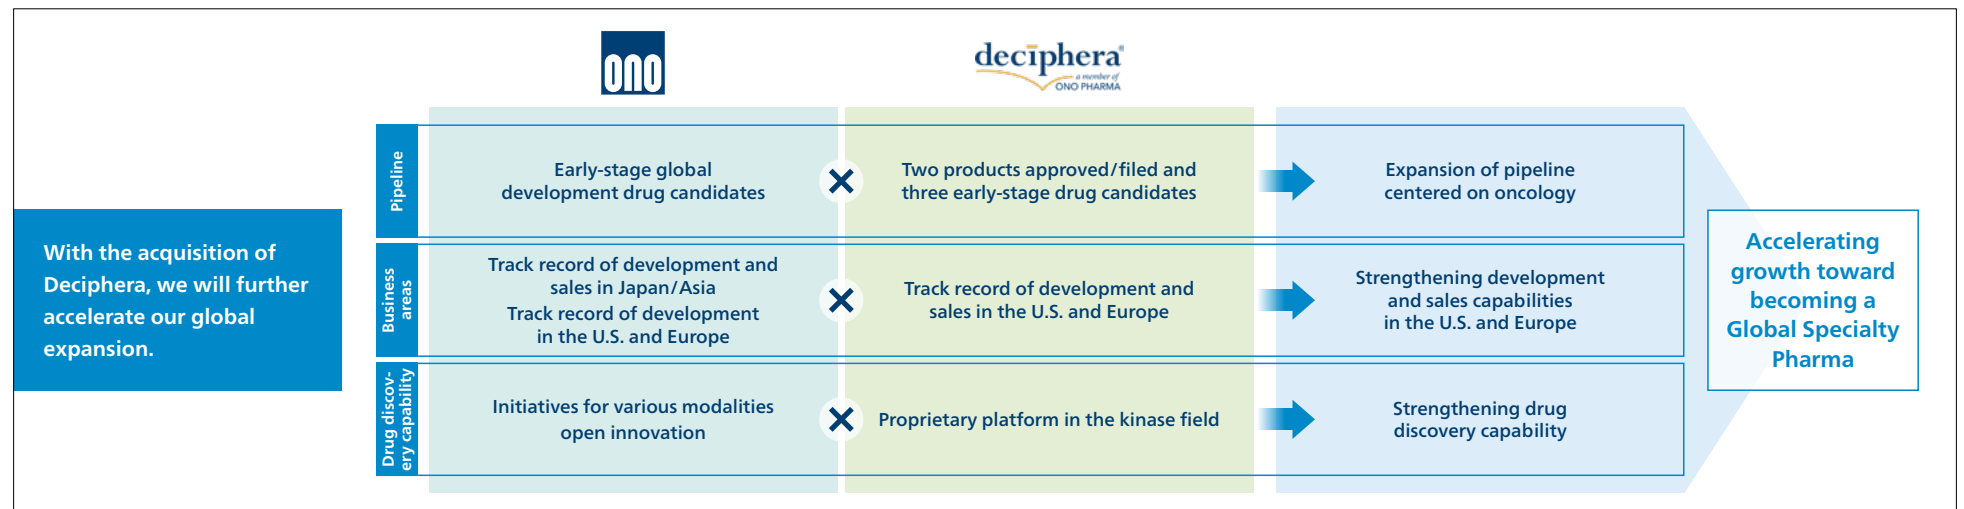 ono
deciphera®
a member of
ONO PHARMA
With the acquisition of
Deciphera, we will further
accelerate our global
expansion.
Pipeline
Early-stage global
development drug candidates
Two products approved/filed and
three early-stage drug candidates
Expansion of pipeline
centered on oncology
Business
areas
Track record of development and
sales in Japan/Asia
Track record of development
in the U.S. and Europe
Track record of development and
sales in the U.S. and Europe
Strengthening development
and sales capabilities
in the U.S. and Europe
Drug discov-
ery capability
Initiatives for various modalities
open innovation
Proprietary platform in the kinase field
Strengthening drug
discovery capability
Accelerating
growth toward
becoming a
Global Specialty
Pharma